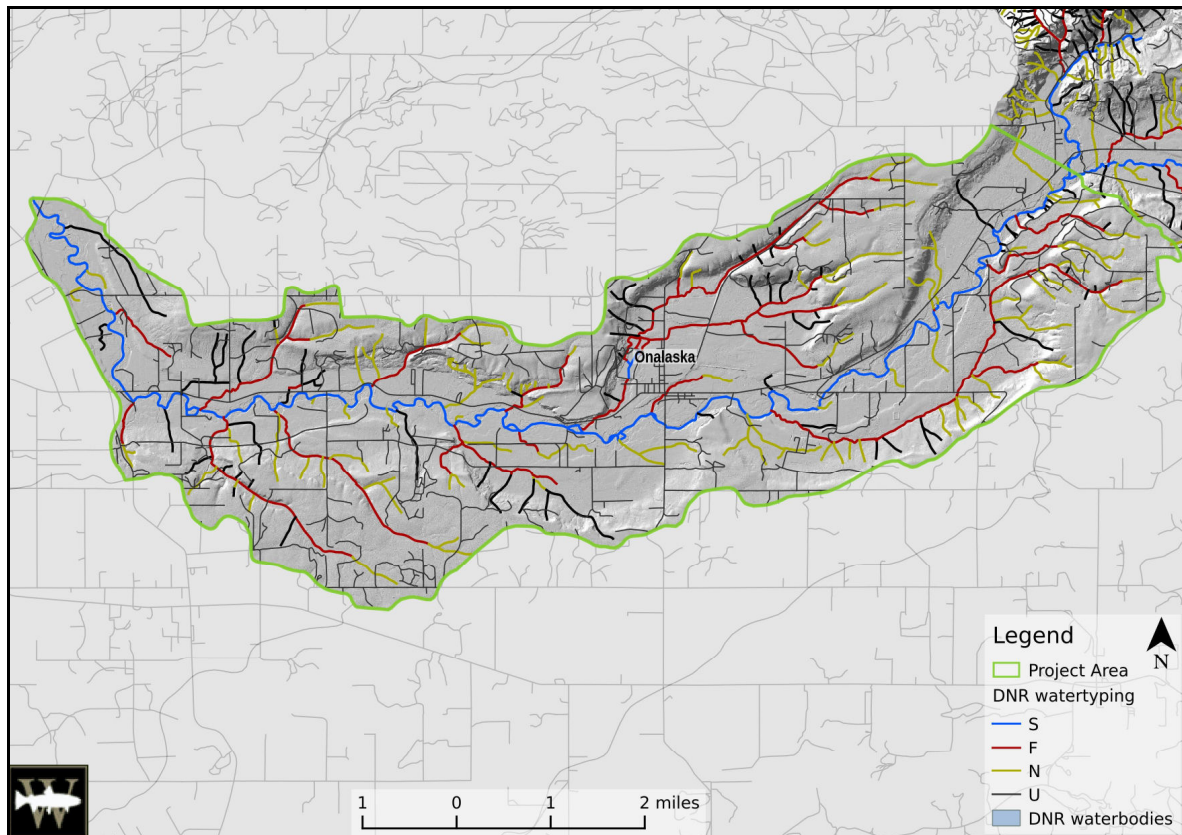 Onalaska
Legend
N
Project Area
DNR watertyping
S
F
N
U
DNR waterbodies
1 0 1 2 miles
W